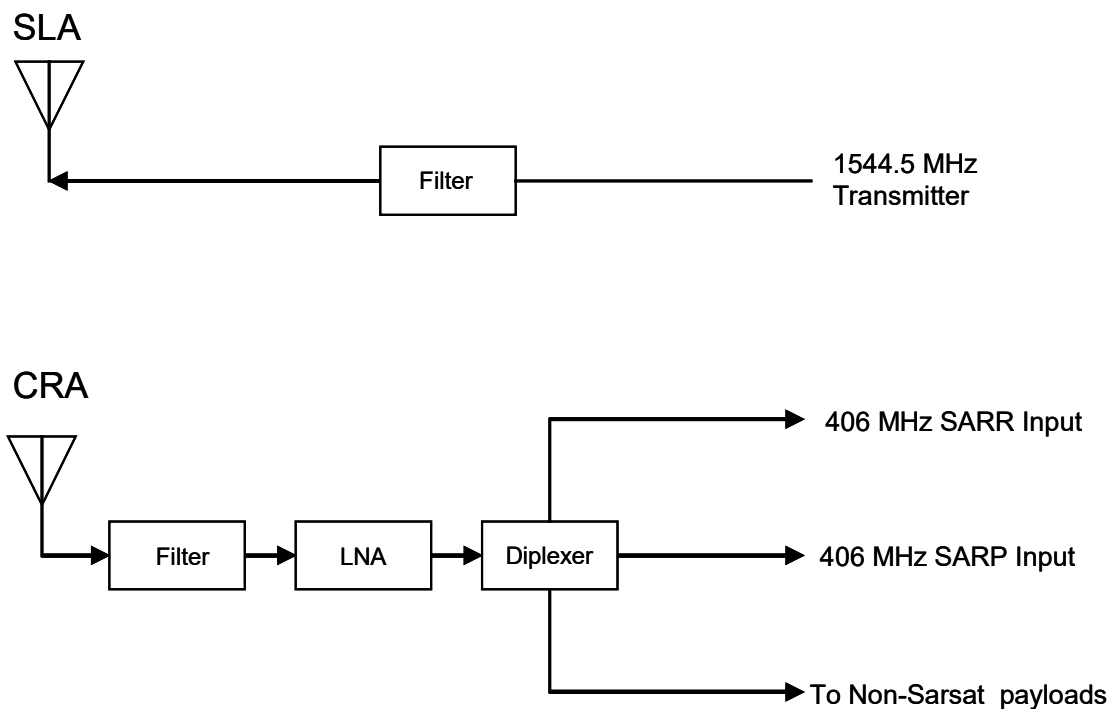 SLA
Filter
1544.5 MHz
Transmitter
CRA
406 MHz SARR Input
Filter
LNA
Diplexer
406 MHz SARP Input
To Non-Sarsat payloads